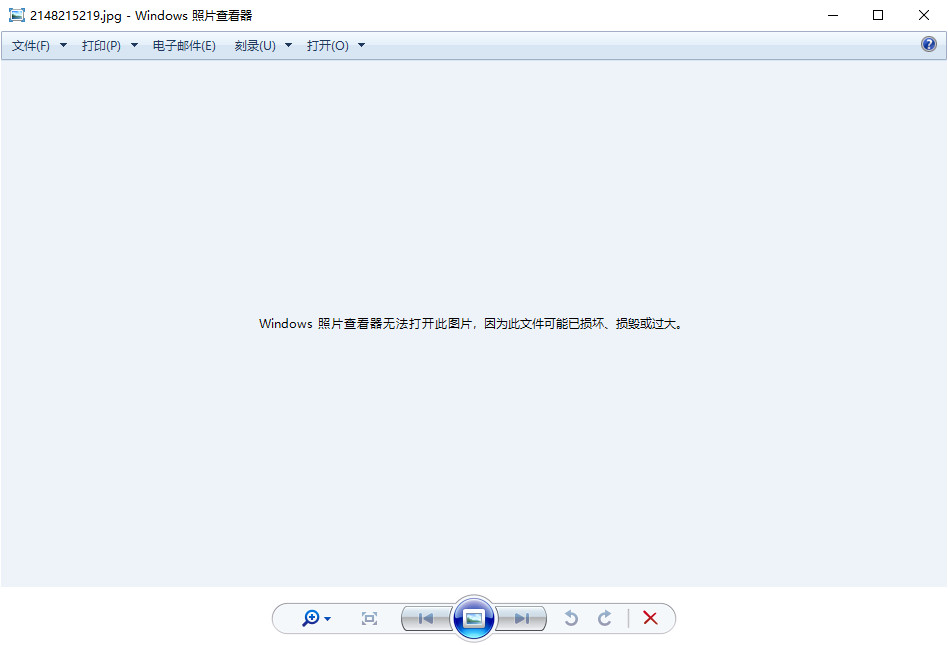 2148215219.jpg - Windows 照片查看器
文件(F) 打印(P) 电子邮件(E) 刻录(U) 打开(O) ?
Windows 照片查看器无法打开此图片，因为此文件可能已损坏、损毁或过大。